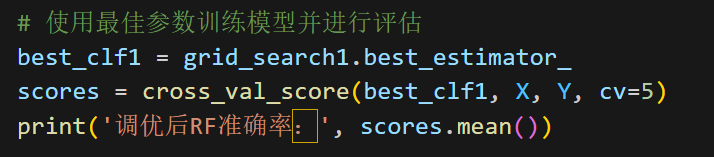 # 使用最佳参数训练模型并进行评估
best_clf1 = grid_search1.best_estimator_
scores = cross_val_score(best_clf1, X, Y, cv=5)
print('调优后RF准确率：', scores.mean())